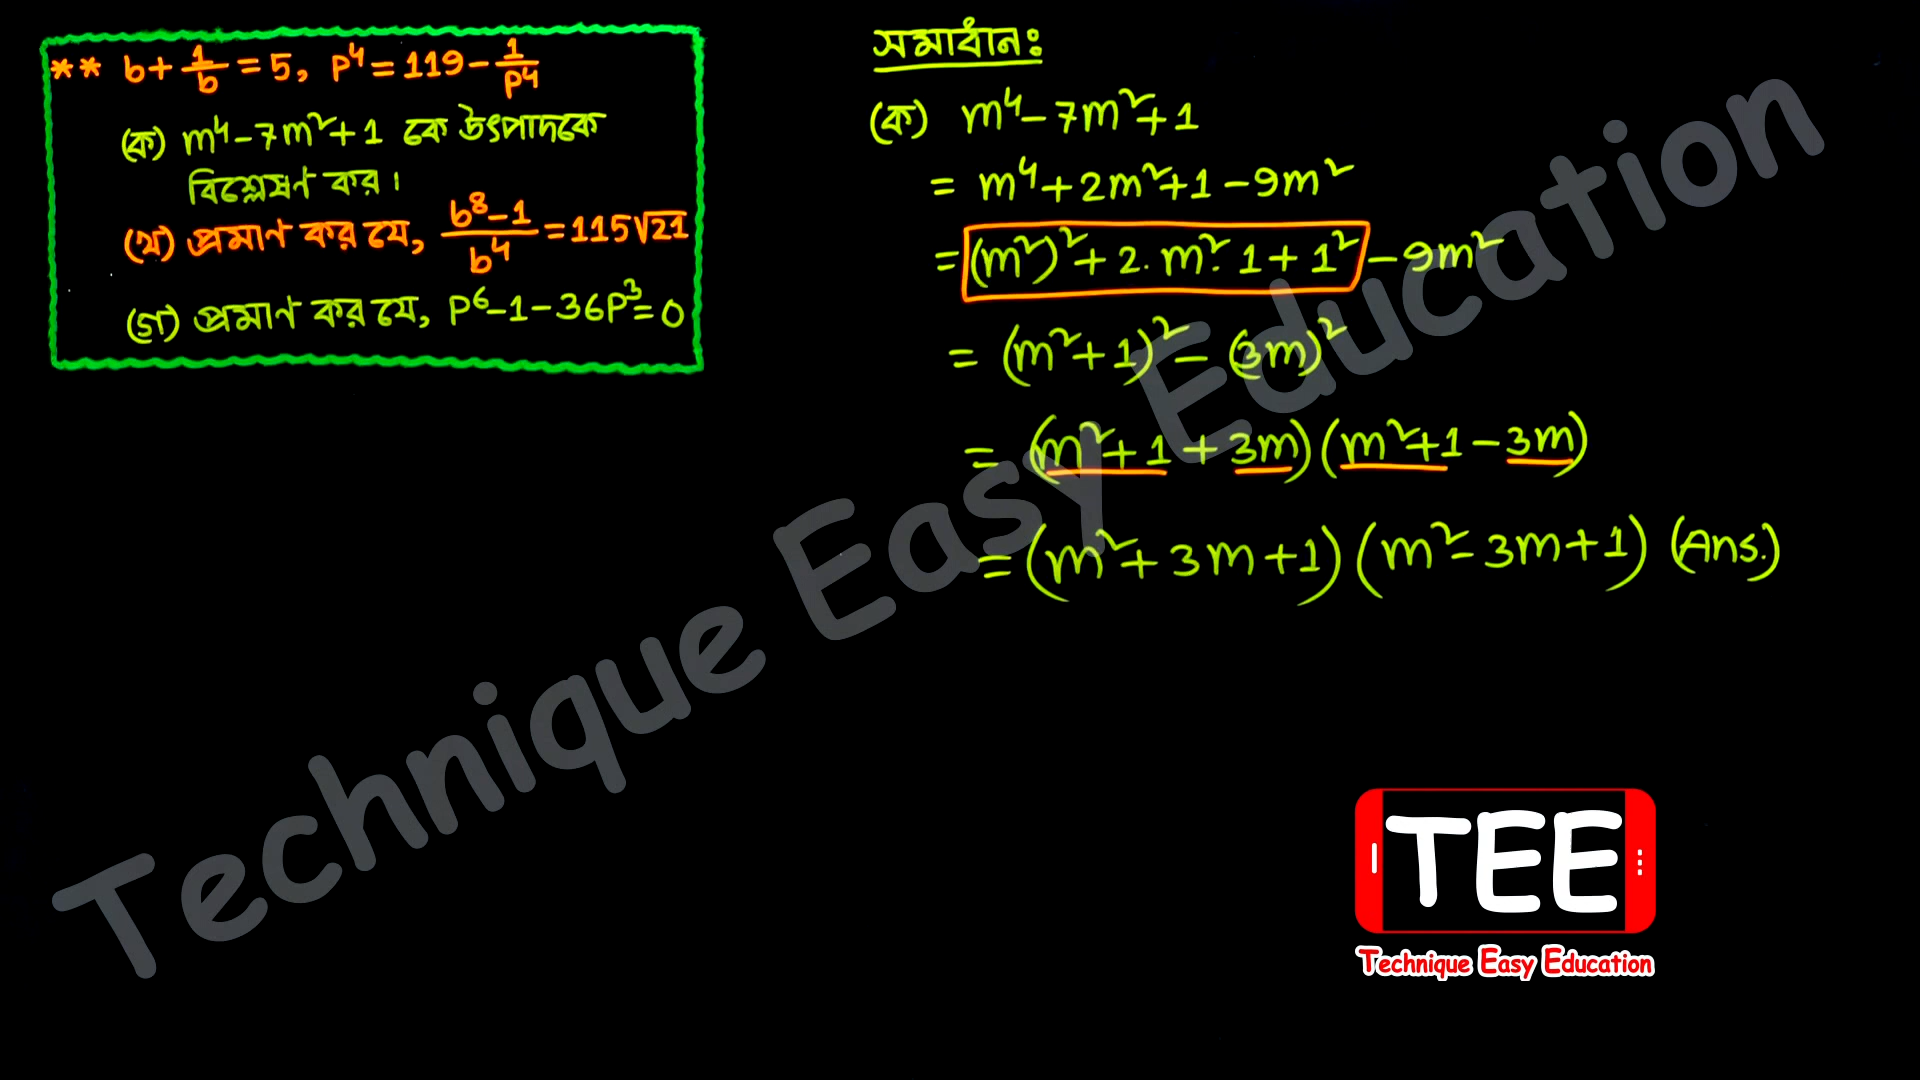 ** b + 1/b = 5, P⁴ = 119 - 1/P⁴
(ক) m⁴ - 7m² + 1 কে উৎপাদকে
বিশ্লেষণ কর।
(খ) প্রমাণ কর যে, (b⁸ - 1)/b⁴ = 115√21
(গ) প্রমাণ কর যে, P⁶ - 1 - 36P³ = 0
সমাধান:
(ক) m⁴ - 7m² + 1
= m⁴ + 2m² + 1 - 9m²
= (m²)² + 2. m². 1 + 1² - 9m²
= (m² + 1)² - (3m)²
= (m² + 1 + 3m) (m² + 1 - 3m)
= (m² + 3m + 1) (m² - 3m + 1) (Ans.)
Technique Easy Education
TEE
Technique Easy Education